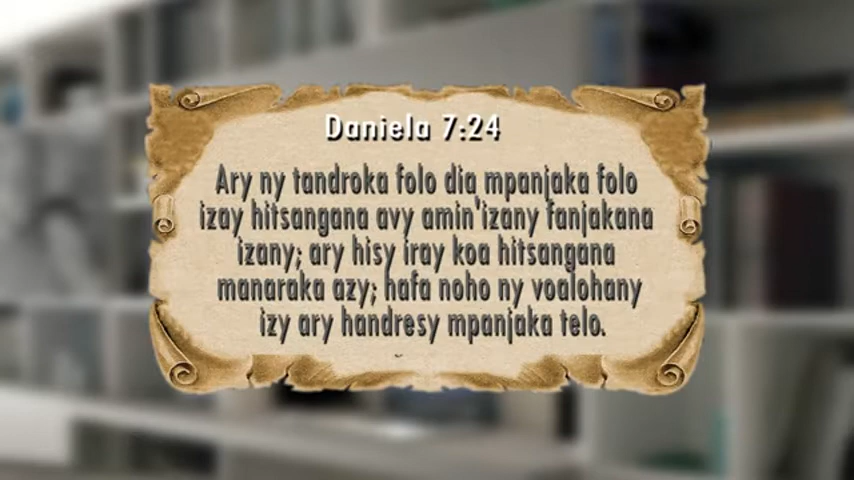 Daniela 7:24
Ary ny tandroka folo dia mpanjaka folo
izay hitsangana avy amin'izany fanjakana
izany; ary hisy iray koa hitsangana
manaraka azy; hafa noho ny voalohany
izy ary handresy mpanjaka telo.